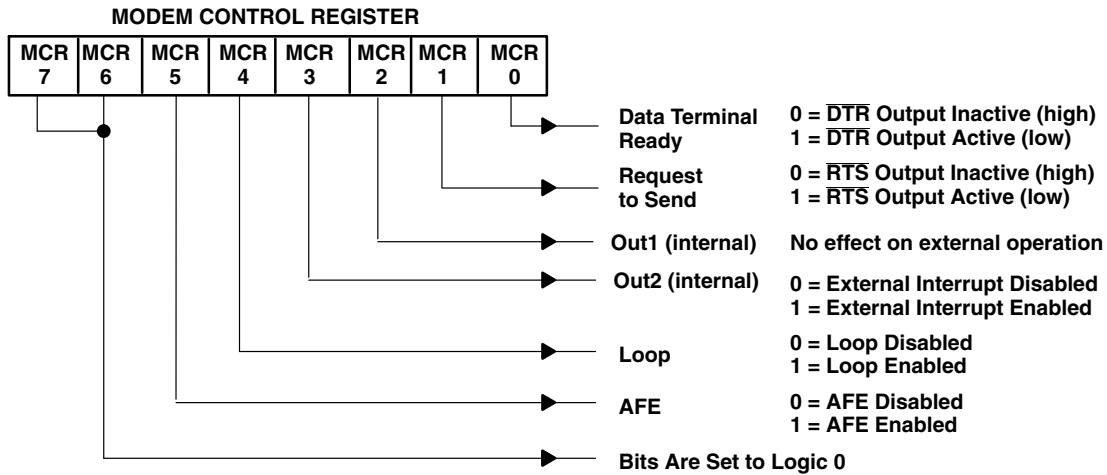 MODEM CONTROL REGISTER
MCR 7
MCR 6
MCR 5
MCR 4
MCR 3
MCR 2
MCR 1
MCR 0
Data Terminal
Ready
0 = D̅T̅R̅ Output Inactive (high)
1 = D̅T̅R̅ Output Active (low)
Request
to Send
0 = R̅T̅S̅ Output Inactive (high)
1 = R̅T̅S̅ Output Active (low)
Out1 (internal)
No effect on external operation
Out2 (internal)
0 = External Interrupt Disabled
1 = External Interrupt Enabled
Loop
0 = Loop Disabled
1 = Loop Enabled
AFE
0 = AFE Disabled
1 = AFE Enabled
Bits Are Set to Logic 0